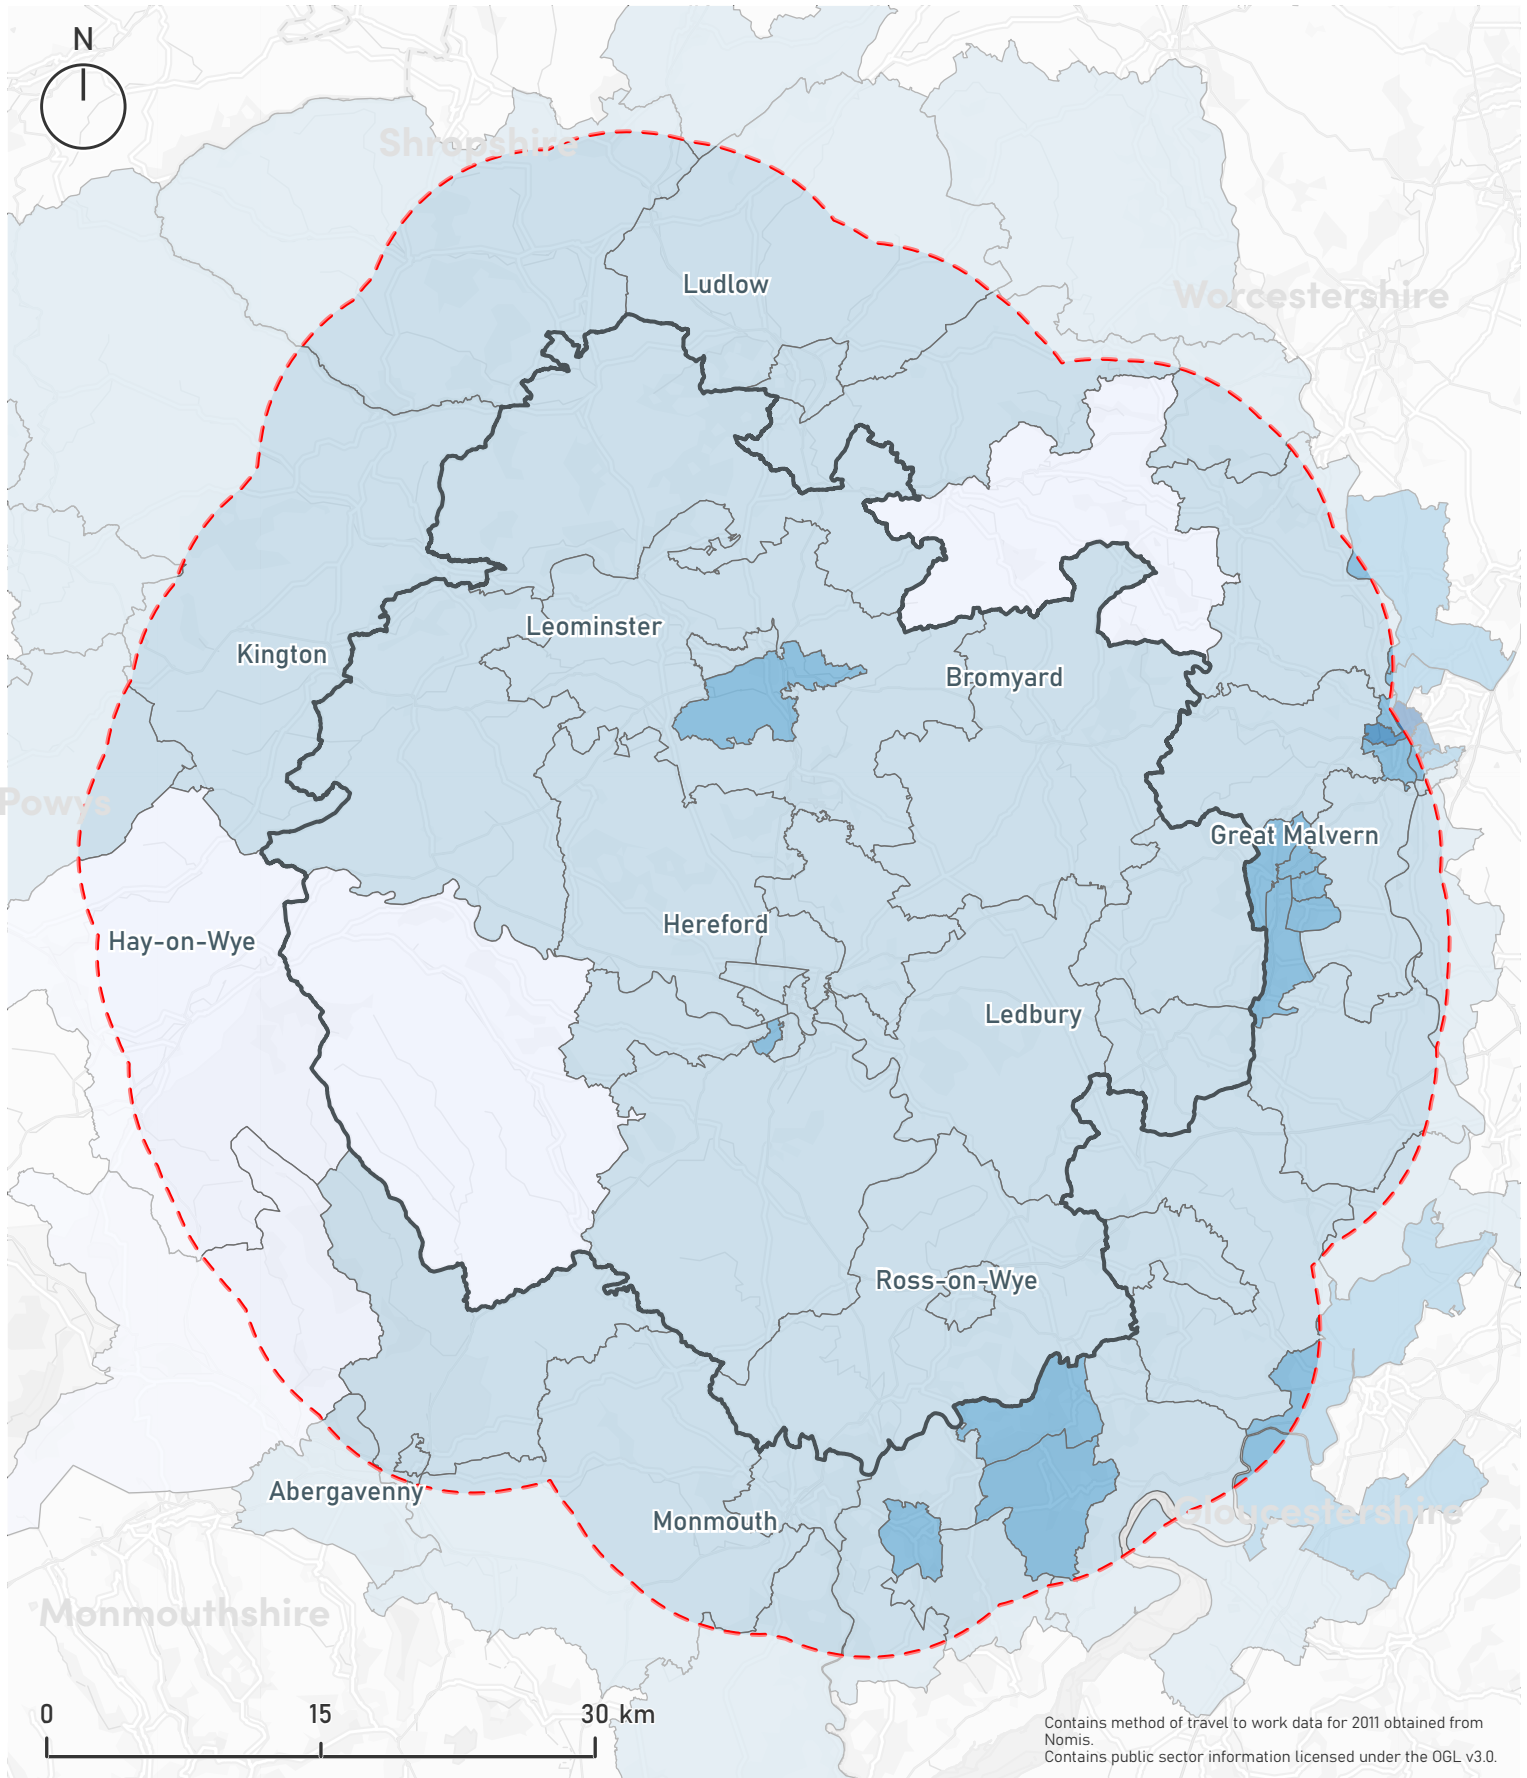 N
Shropshire
Ludlow
Worcestershire
Leominster
Kington
Bromyard
Powys
Great Malvern
Hereford
Hay-on-Wye
Ledbury
Ross-on-Wye
Abergavenny
Monmouth
Gloucestershire
Monmouthshire
0 15 30 km
Contains method of travel to work data for 2011 obtained from
Nomis.
Contains public sector information licensed under the OGL v3.0.